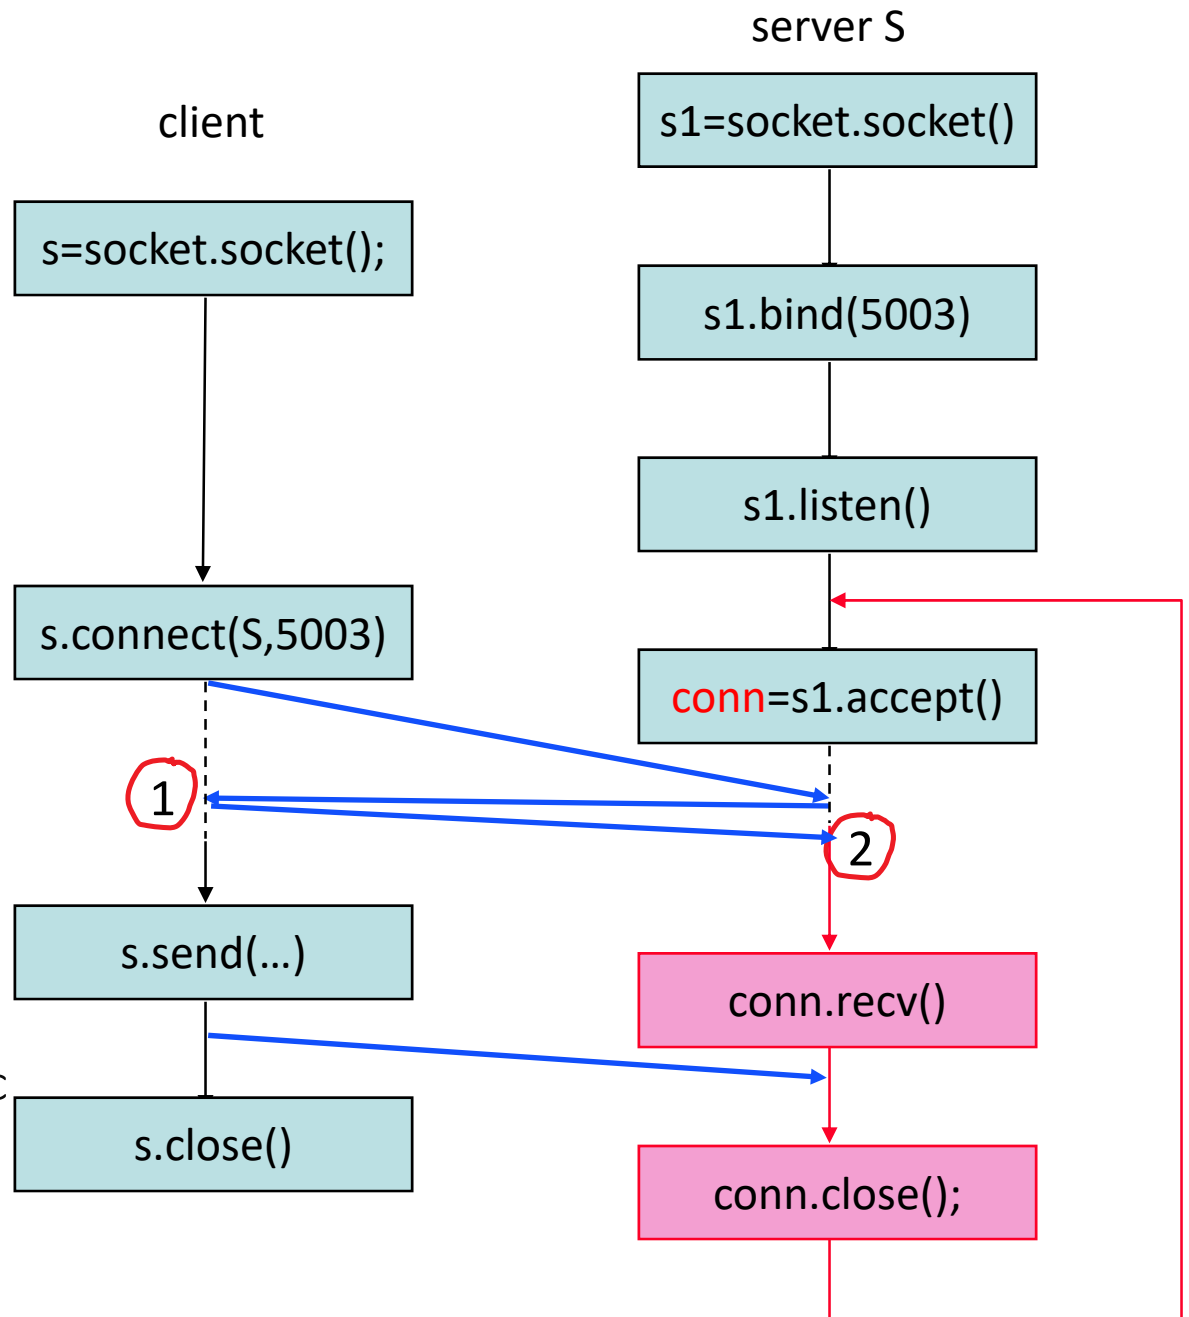 server S
client
s1=socket.socket()
s=socket.socket();
s1.bind(5003)
s1.listen()
s.connect(S,5003)
conn=s1.accept()
1
2
s.send(…)
conn.recv()
c
s.close()
conn.close();